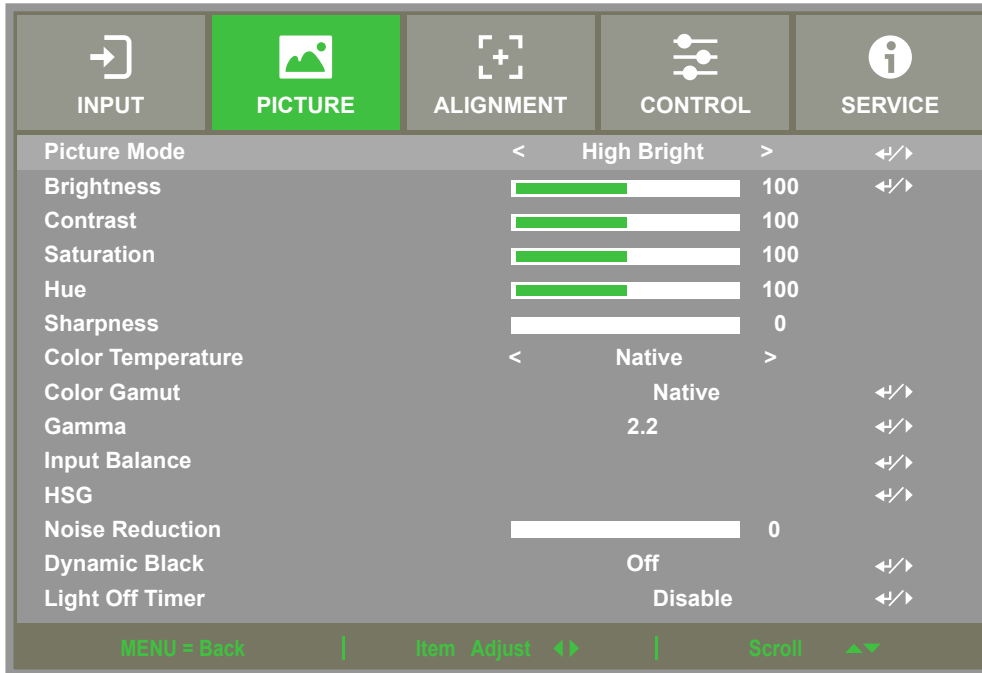 INPUT PICTURE ALIGNMENT CONTROL SERVICE
Picture Mode < High Bright >
Brightness 100
Contrast 100
Saturation 100
Hue 100
Sharpness 0
Color Temperature < Native >
Color Gamut Native
Gamma 2.2
Input Balance
HSG
Noise Reduction 0
Dynamic Black Off
Light Off Timer Disable
MENU = Back | Item Adjust | Scroll